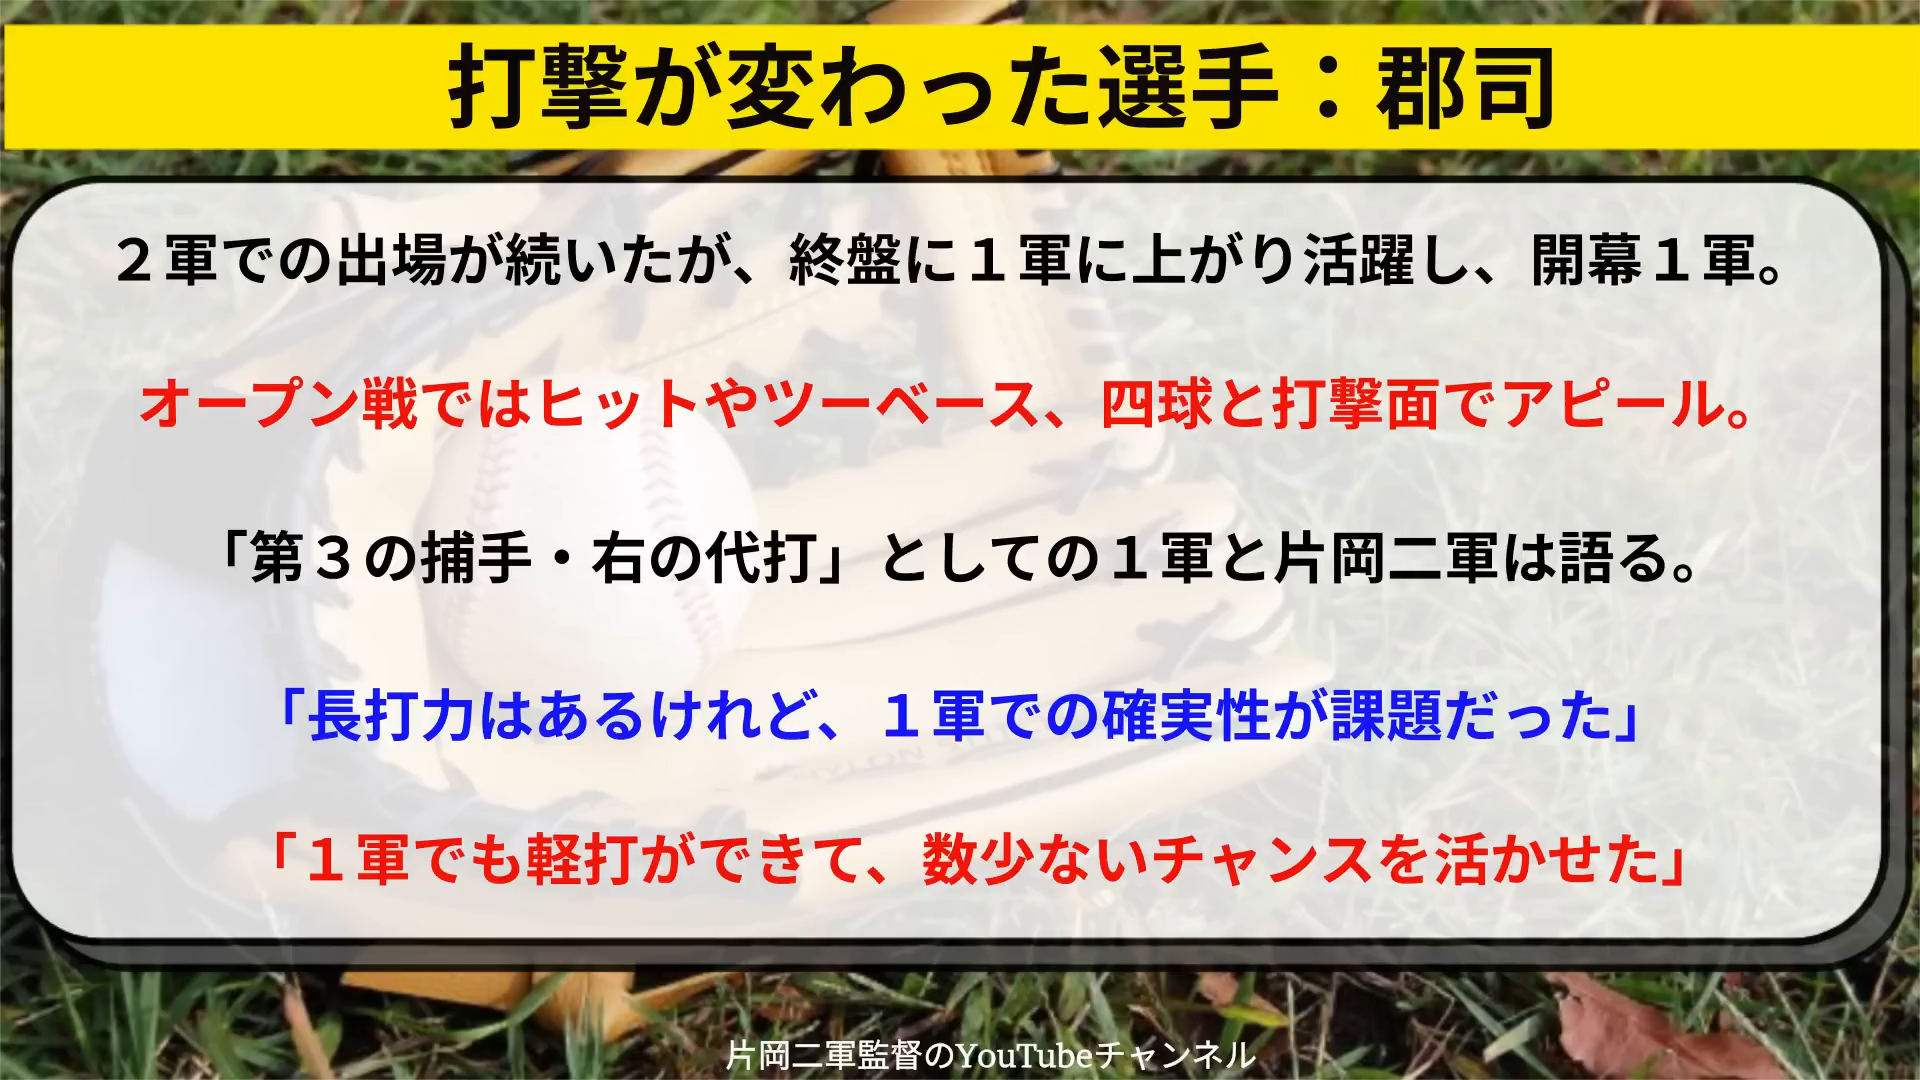 打撃が変わった選手：郡司
２軍での出場が続いたが、終盤に１軍に上がり活躍し、開幕１軍。
オープン戦ではヒットやツーベース、四球と打撃面でアピール。
「第３の捕手・右の代打」としての１軍と片岡二軍は語る。
「長打力はあるけれど、１軍での確実性が課題だった」
「１軍でも軽打ができて、数少ないチャンスを活かせた」
片岡二軍監督のYouTubeチャンネル